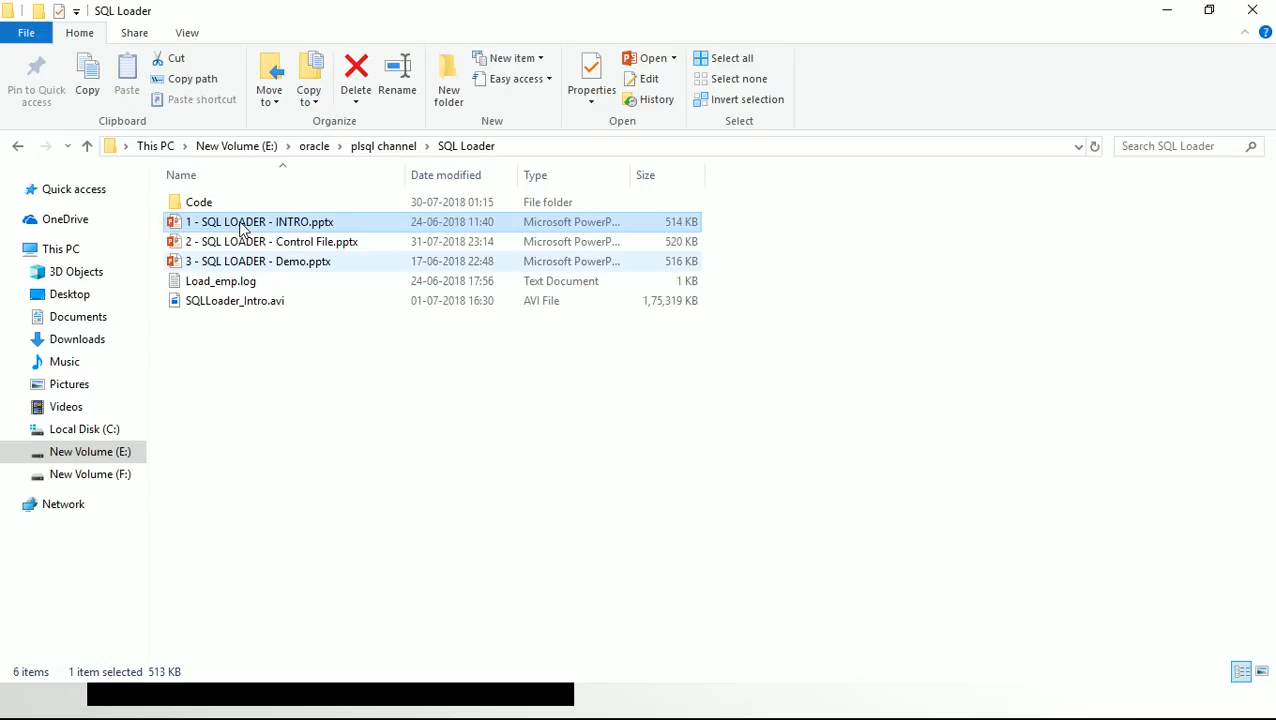 SQL Loader
File Home Share View
Pin to Quick access
Copy
Paste
Cut
Copy path
Paste shortcut
Move to
Copy to
Delete
Rename
New folder
New item
Easy access
Properties
Open
Edit
History
Select all
Select none
Invert selection
Clipboard Organize New Open Select
This PC New Volume (E:) oracle plsql channel SQL Loader
Search SQL Loader
Name Date modified Type Size
Quick access
OneDrive
This PC
3D Objects
Desktop
Documents
Downloads
Music
Pictures
Videos
Local Disk (C:)
New Volume (E:)
New Volume (F:)
Network
Code 30-07-2018 01:15 File folder
1 - SQL LOADER - INTRO.pptx 24-06-2018 11:40 Microsoft PowerP... 514 KB
2 - SQL LOADER - Control File.pptx 31-07-2018 23:14 Microsoft PowerP... 520 KB
3 - SQL LOADER - Demo.pptx 17-06-2018 22:48 Microsoft PowerP... 516 KB
Load_emp.log 24-06-2018 17:56 Text Document 1 KB
SQLLoader_Intro.avi 01-07-2018 16:30 AVI File 1,75,319 KB
6 items 1 item selected 513 KB